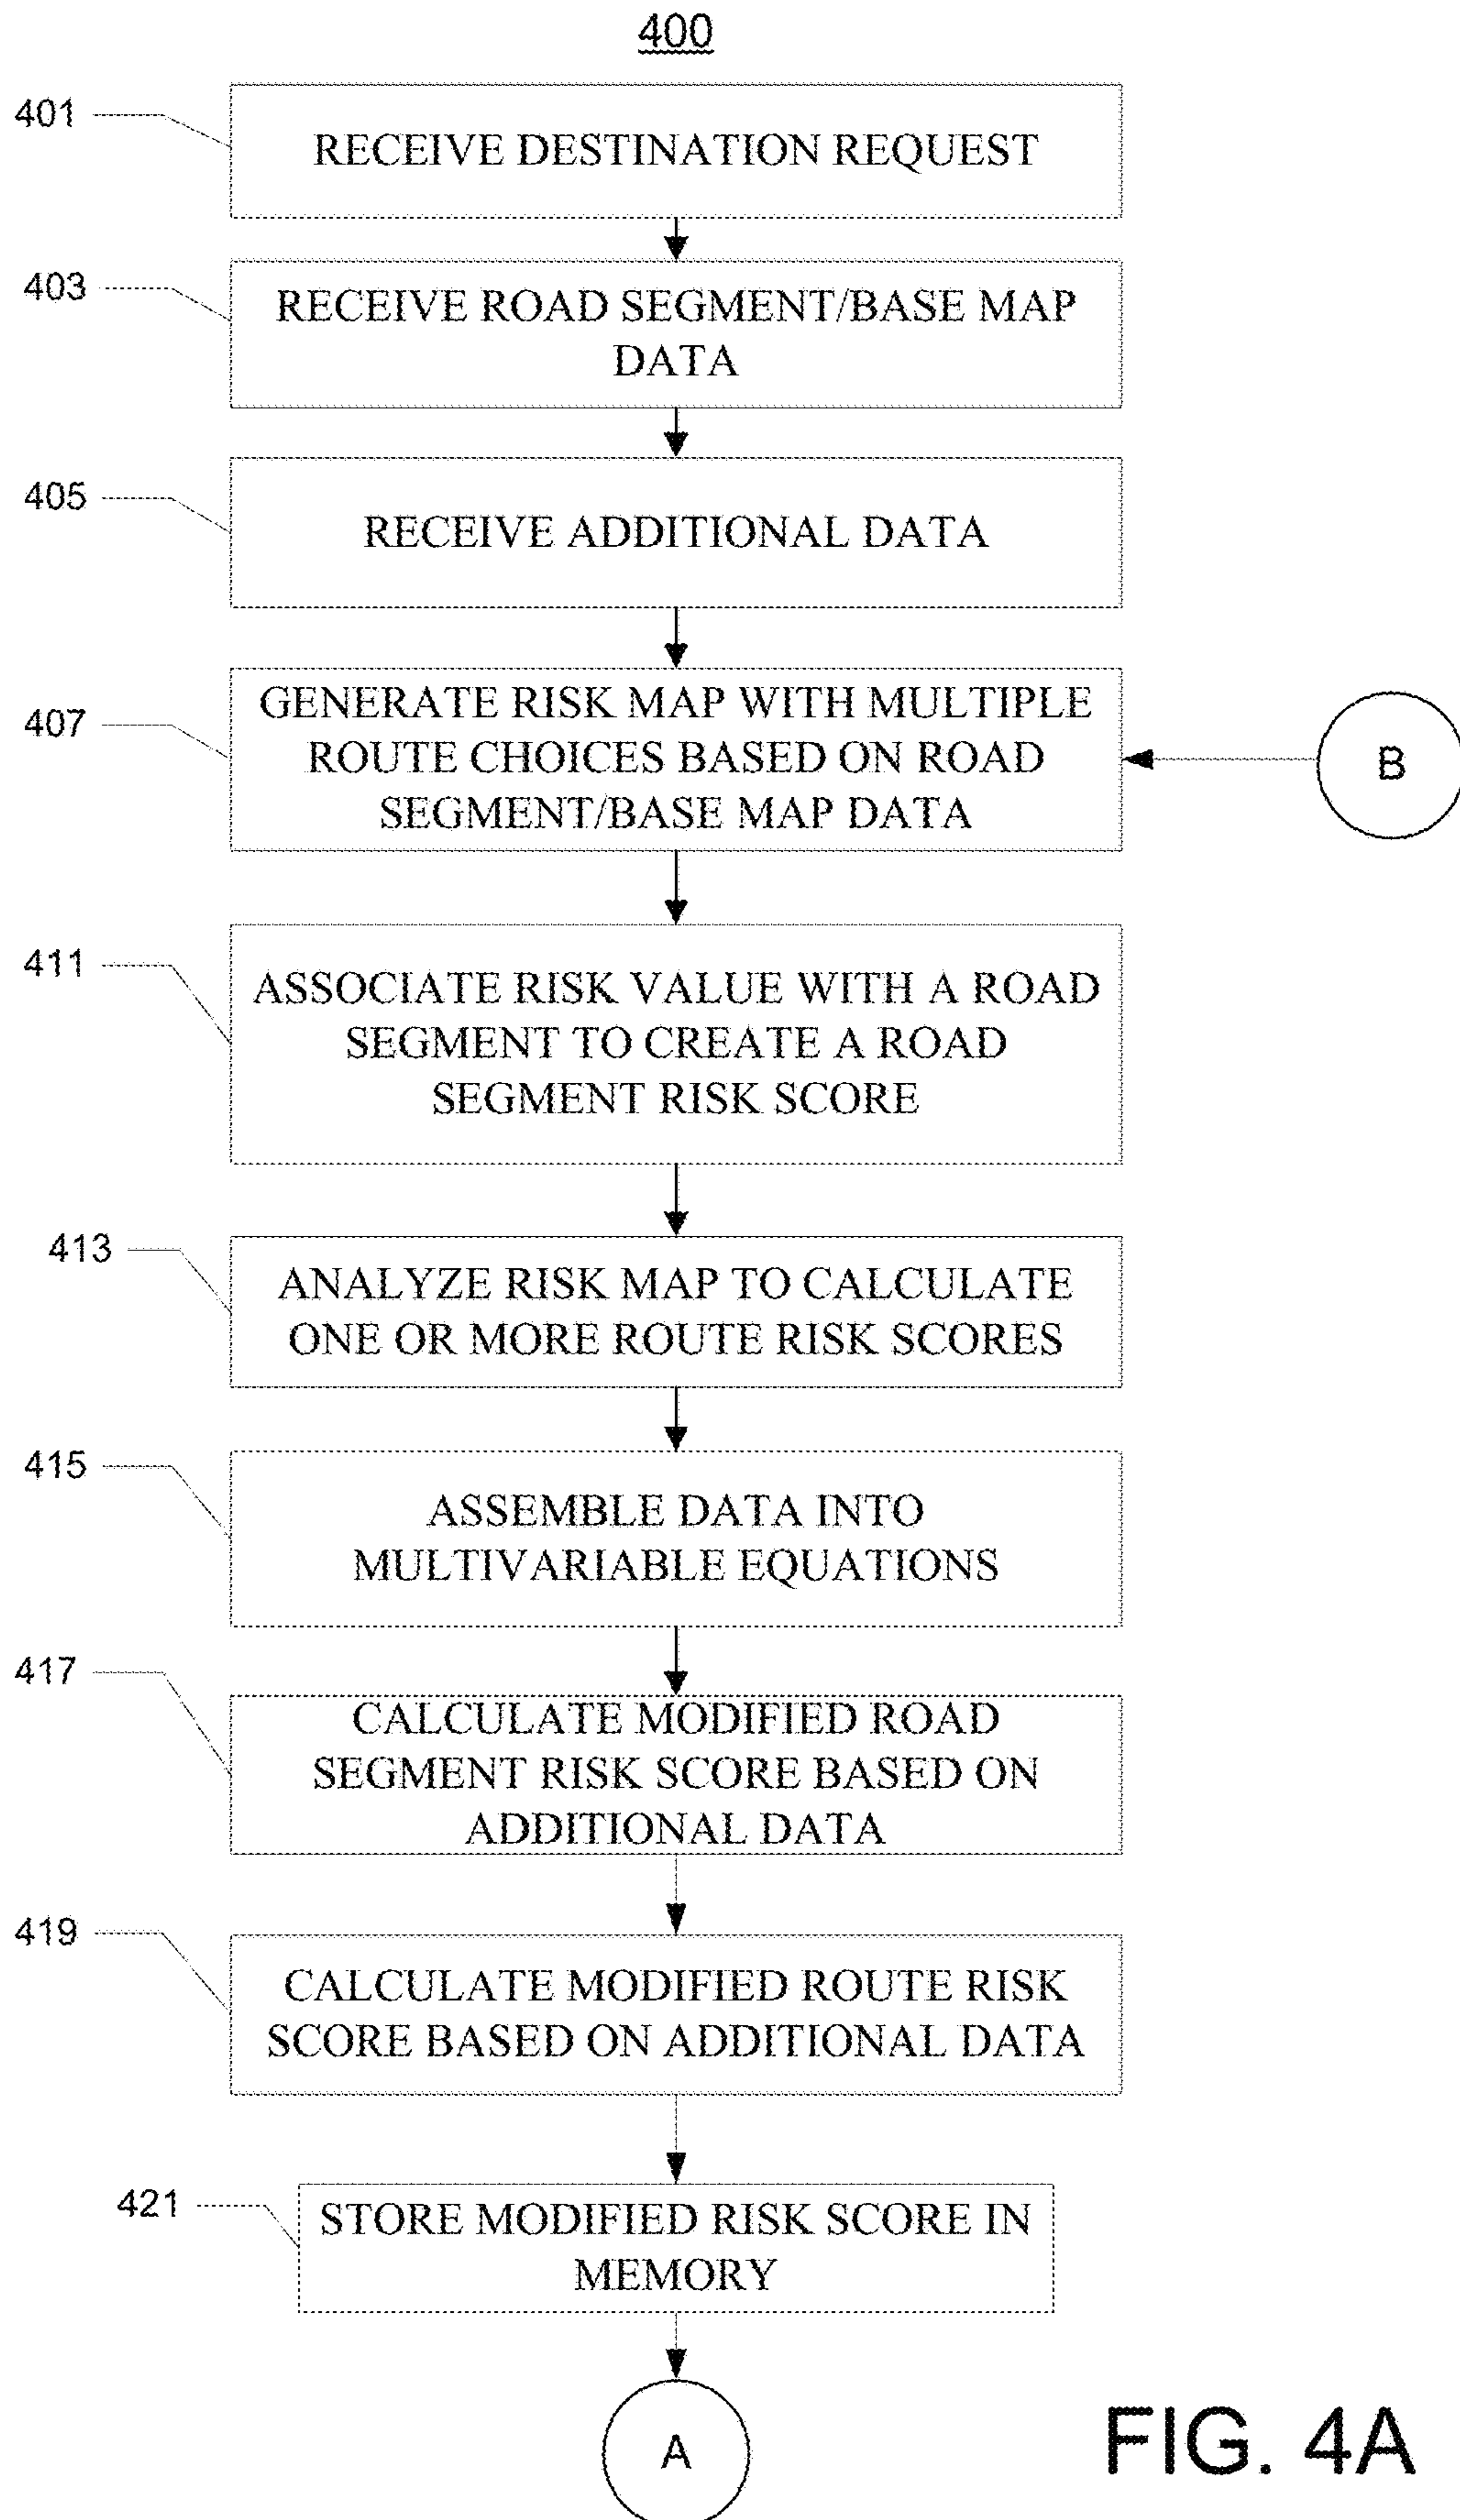 400
401
RECEIVE DESTINATION REQUEST
403
RECEIVE ROAD SEGMENT/BASE MAP
DATA
405
RECEIVE ADDITIONAL DATA
407
GENERATE RISK MAP WITH MULTIPLE
ROUTE CHOICES BASED ON ROAD
SEGMENT/BASE MAP DATA
B
411
ASSOCIATE RISK VALUE WITH A ROAD
SEGMENT TO CREATE A ROAD
SEGMENT RISK SCORE
413
ANALYZE RISK MAP TO CALCULATE
ONE OR MORE ROUTE RISK SCORES
415
ASSEMBLE DATA INTO
MULTIVARIABLE EQUATIONS
417
CALCULATE MODIFIED ROAD
SEGMENT RISK SCORE BASED ON
ADDITIONAL DATA
419
CALCULATE MODIFIED ROUTE RISK
SCORE BASED ON ADDITIONAL DATA
421
STORE MODIFIED RISK SCORE IN
MEMORY
A
FIG. 4A